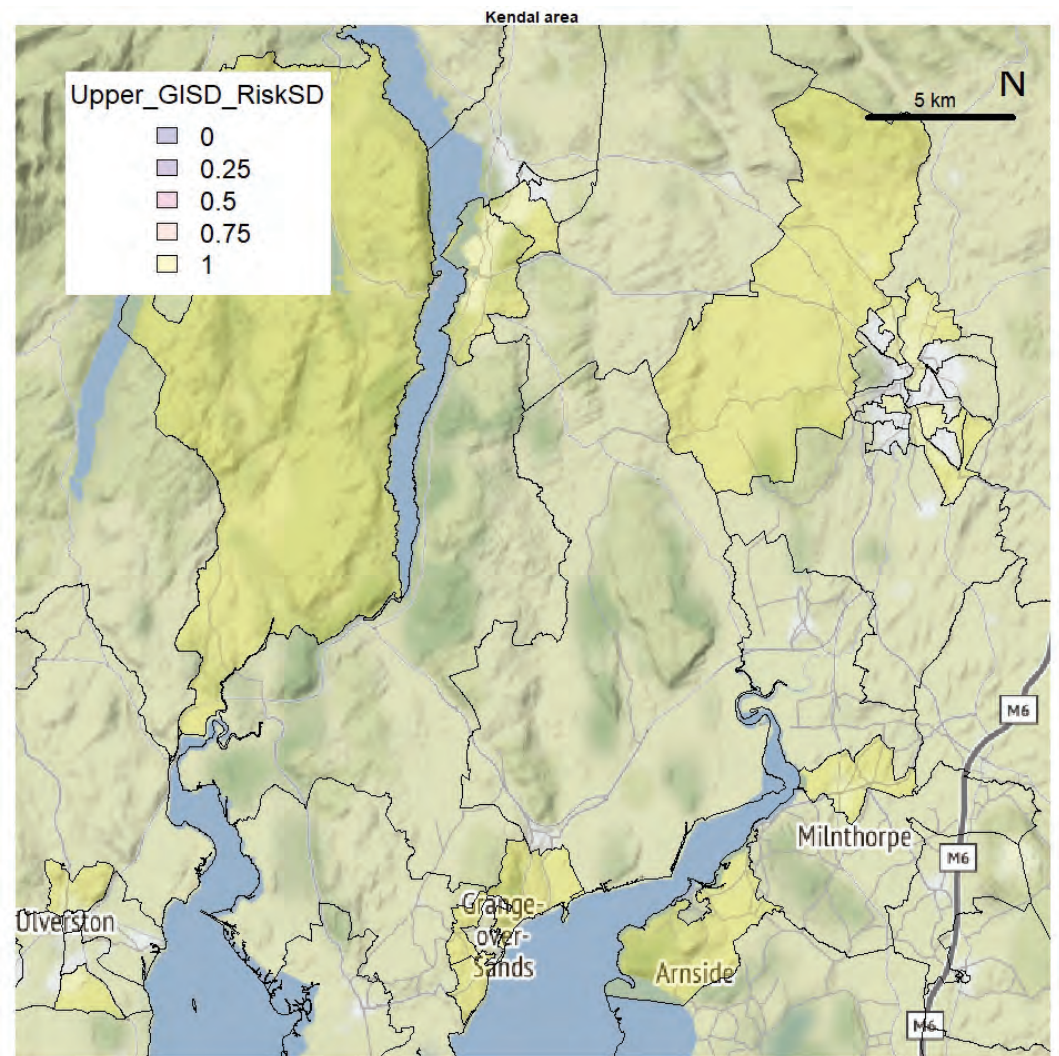 Kendal area
Upper_GISD_RiskSD
0
0.25
0.5
0.75
1
N
5 km
M6
Milnthorpe
M6
Ulverston
Grange-
over-
Sands
Arnside
M6